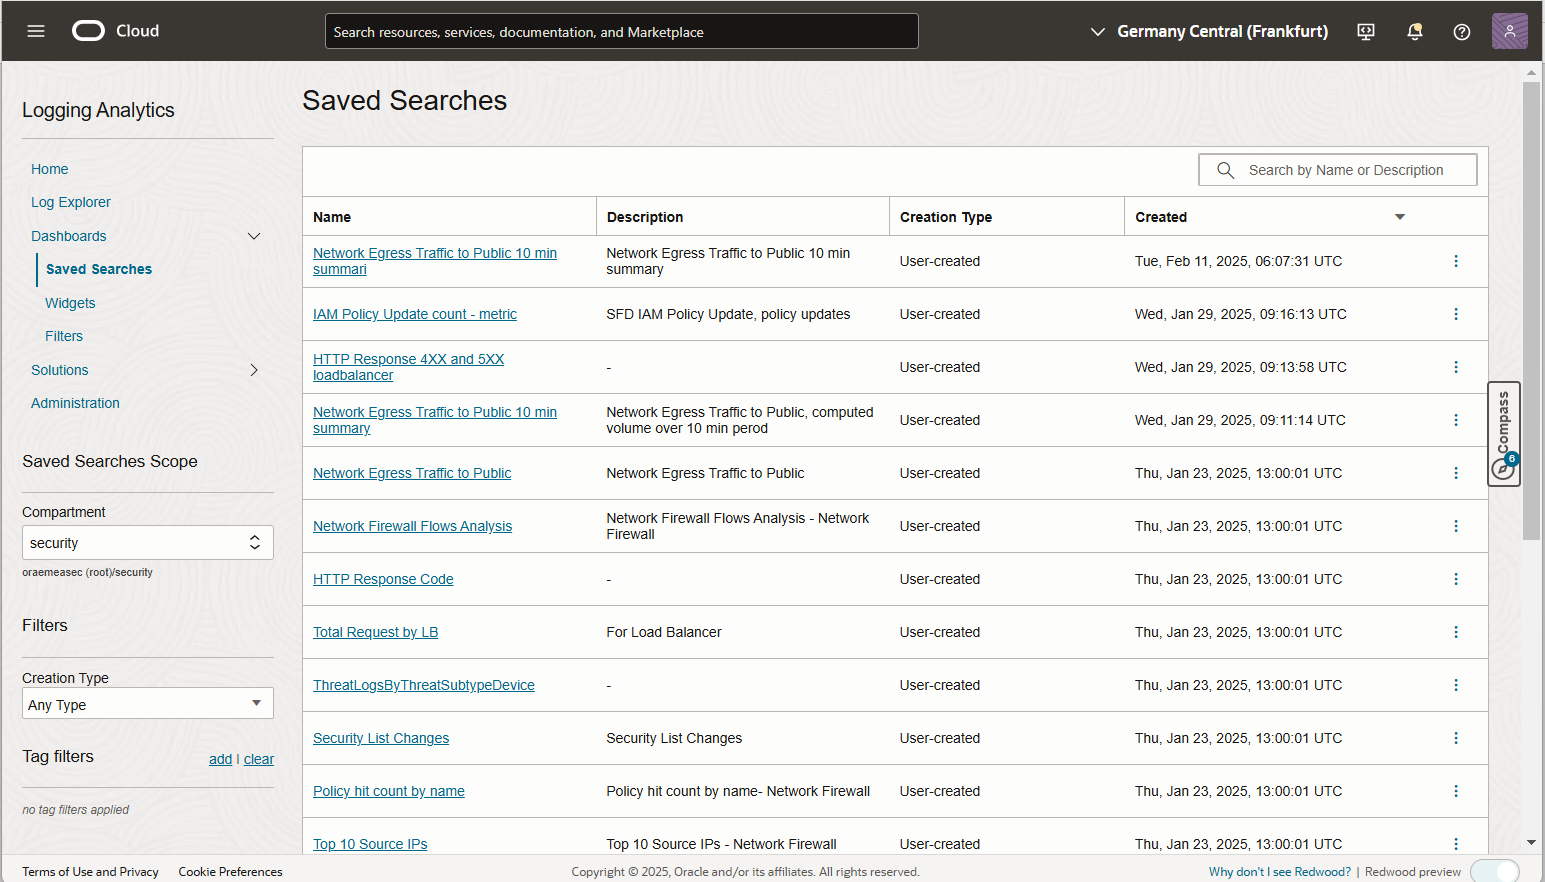 Cloud
Search resources, services, documentation, and Marketplace
Germany Central (Frankfurt)
Logging Analytics
Home
Log Explorer
Dashboards
Saved Searches
Widgets
Filters
Solutions
Administration
Saved Searches Scope
Compartment
security
oraemeasec (root)/security
Filters
Creation Type
Any Type
Tag filters
add | clear
no tag filters applied
Saved Searches
Search by Name or Description
Name Description Creation Type Created
Network Egress Traffic to Public 10 min
summari
Network Egress Traffic to Public 10 min
summary
User-created
Tue, Feb 11, 2025, 06:07:31 UTC
IAM Policy Update count - metric
SFD IAM Policy Update, policy updates
User-created
Wed, Jan 29, 2025, 09:16:13 UTC
HTTP Response 4XX and 5XX
loadbalancer
-
User-created
Wed, Jan 29, 2025, 09:13:58 UTC
Network Egress Traffic to Public 10 min
summary
Network Egress Traffic to Public, computed
volume over 10 min perod
User-created
Wed, Jan 29, 2025, 09:11:14 UTC
Network Egress Traffic to Public
Network Egress Traffic to Public
User-created
Thu, Jan 23, 2025, 13:00:01 UTC
Network Firewall Flows Analysis
Network Firewall Flows Analysis - Network
Firewall
User-created
Thu, Jan 23, 2025, 13:00:01 UTC
HTTP Response Code
-
User-created
Thu, Jan 23, 2025, 13:00:01 UTC
Total Request by LB
For Load Balancer
User-created
Thu, Jan 23, 2025, 13:00:01 UTC
ThreatLogsByThreatSubtypeDevice
-
User-created
Thu, Jan 23, 2025, 13:00:01 UTC
Security List Changes
Security List Changes
User-created
Thu, Jan 23, 2025, 13:00:01 UTC
Policy hit count by name
Policy hit count by name- Network Firewall
User-created
Thu, Jan 23, 2025, 13:00:01 UTC
Top 10 Source IPs
Top 10 Source IPs - Network Firewall
User-created
Thu, Jan 23, 2025, 13:00:01 UTC
Compass
6
Terms of Use and Privacy
Cookie Preferences
Copyright © 2025, Oracle and/or its affiliates. All rights reserved.
Why don't I see Redwood? | Redwood preview